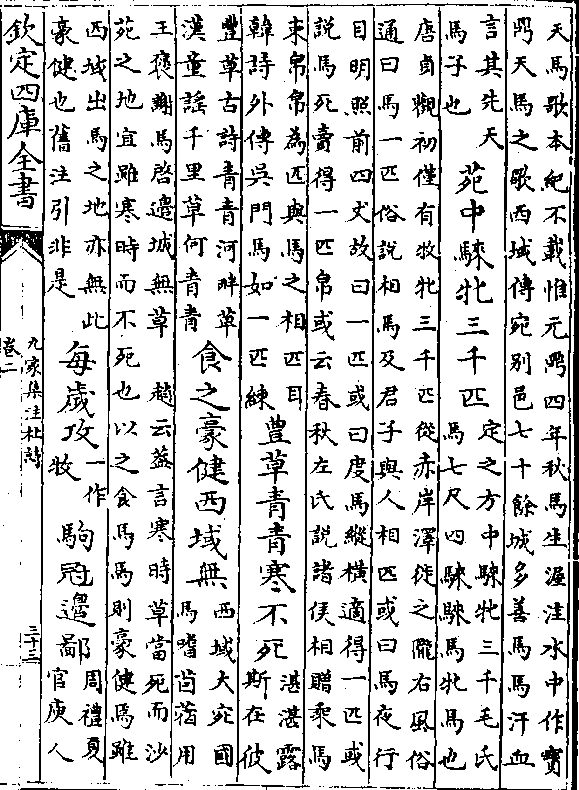 天馬歌本紀不載惟元鼎四年秋馬生渥洼水中作寶
鼎天馬之歌西域傳宛别邑七十餘城多善馬馬汗血
言其先天
馬子也
苑中騋牝三千匹
定之方中騋牝三千毛氏
馬七尺曰騋騋馬牝馬也
唐貞觀初僅有牧牝三千匹從赤岸澤徙之隴右風俗
通曰馬一匹俗說相馬及君子與人相匹或曰馬夜行
目明照前四丈故曰一匹或曰度馬縱橫適得一匹或
說馬死賣得一匹帛或云春秋左氏說諸侯相贈乘馬
束帛帛為匹與馬之相匹耳
韓詩外傳吳門馬如一匹練
豐草青青寒不死
湛湛露
斯在彼
豐草古詩青青河畔草
漢童謠千里草何青青
食之豪健西域無
西域大宛國
馬嗜苜蓿用
王褒謝馬啓邊城無草 趙云蓋言寒時草當死而沙
苑之地宜雖寒時而不死也以之食馬馬則豪健焉雖
西域出馬之地亦無此
豪健也舊注引非是
每歲攻
一作
牧
駒冠邊鄙
周禮夏
官庾人
欽定四庫全書
九家集注杜詩
卷二
三十三